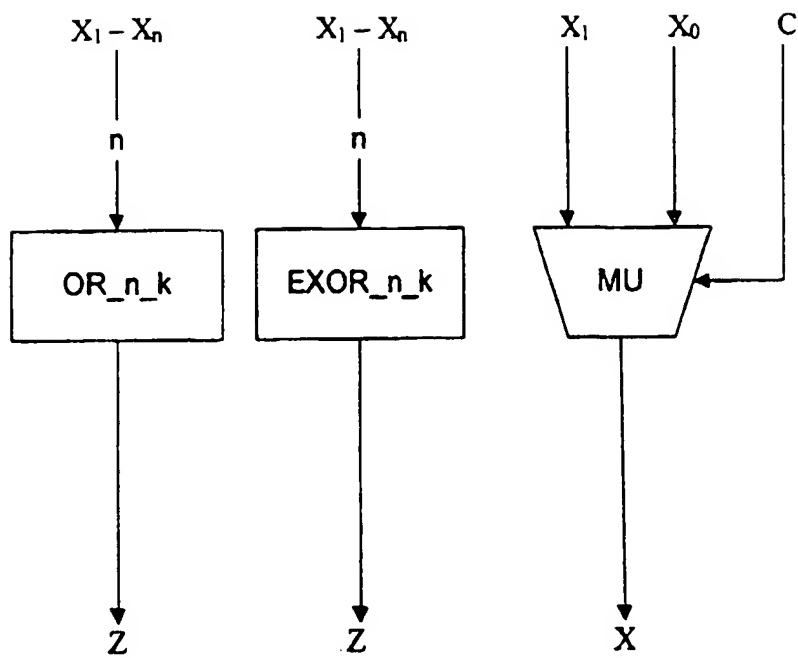 X₁ – Xₙ X₁ – Xₙ X₁ X₀ C
n n
OR_n_k EXOR_n_k MU
Z Z X